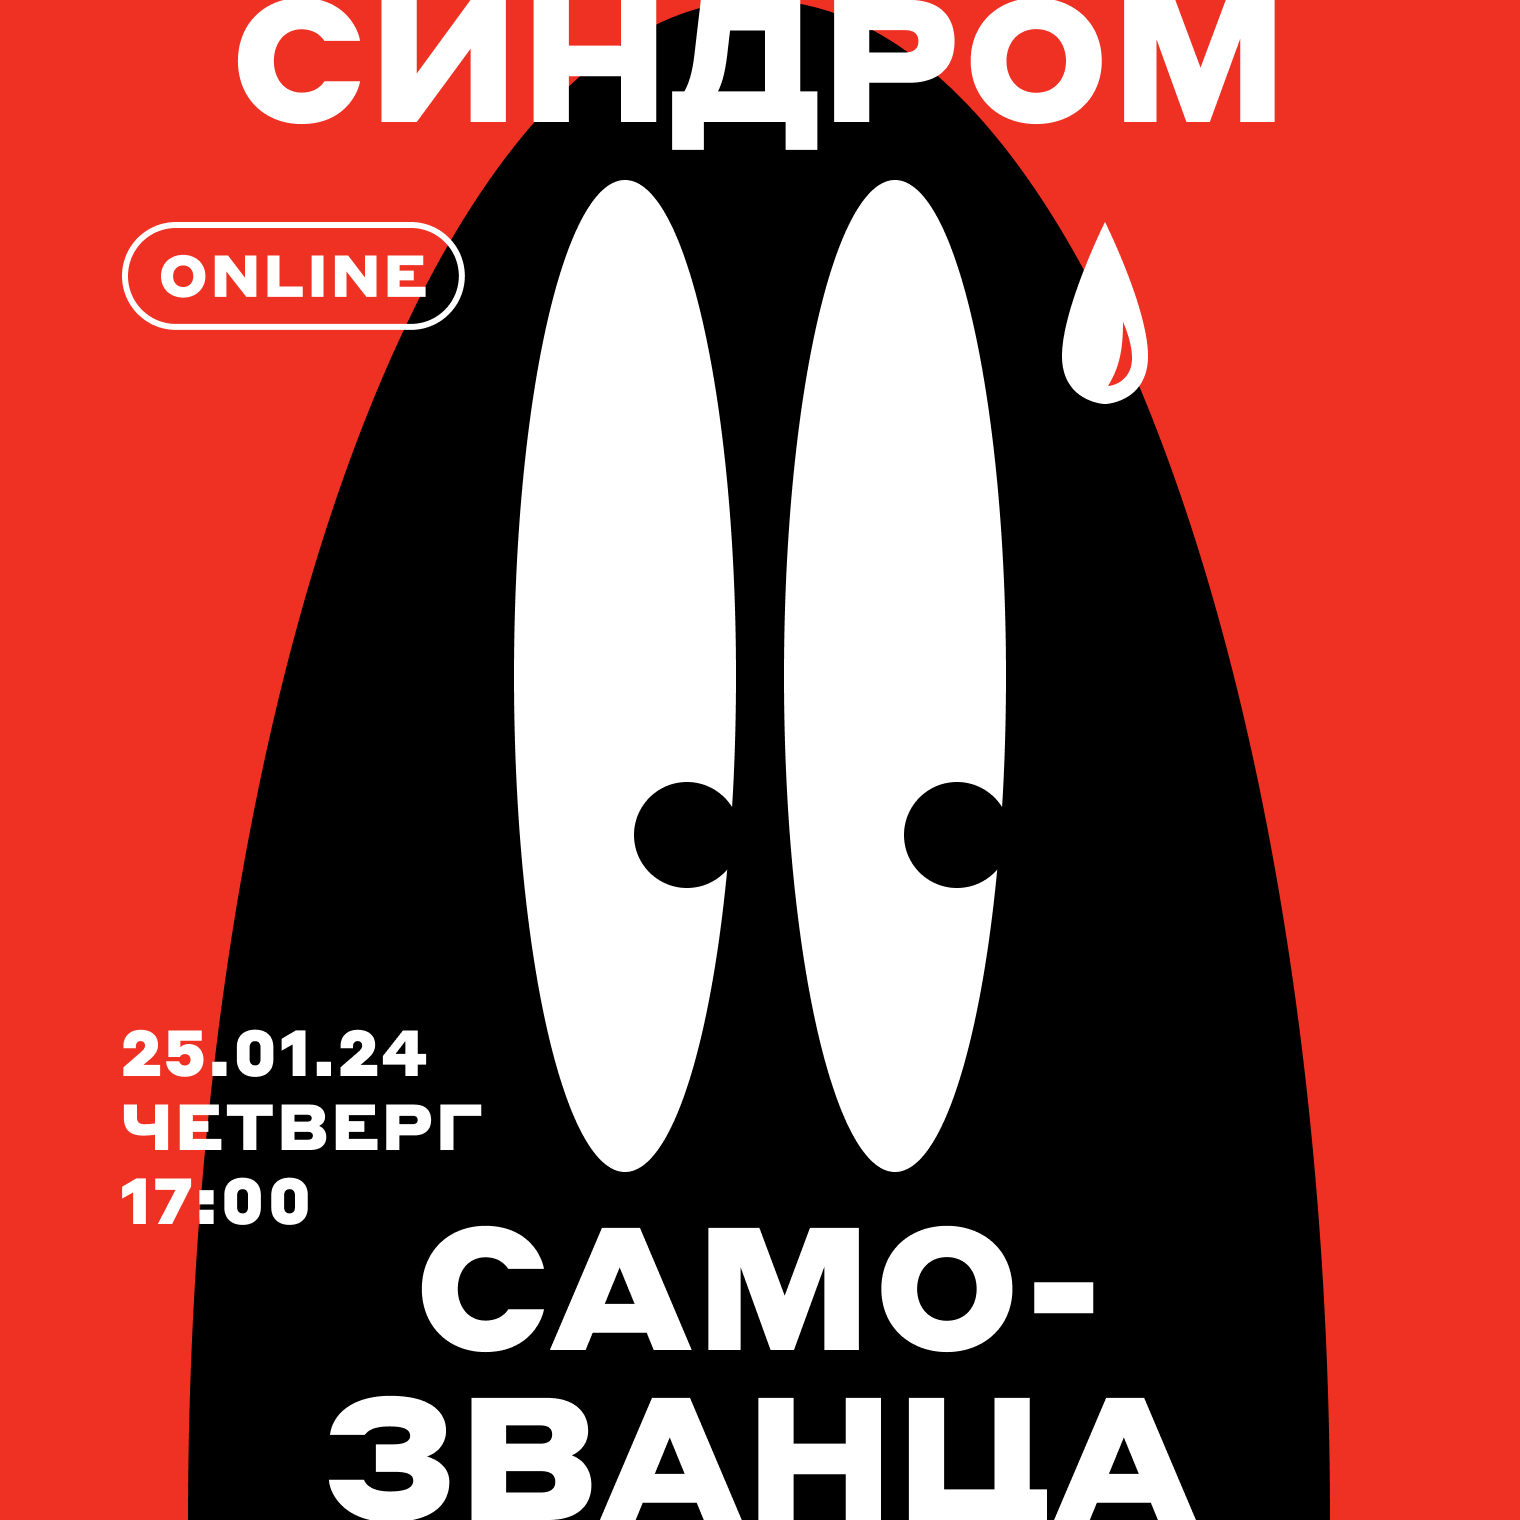 СИНДРОМ
ONLINE
25.01.24
ЧЕТВЕРГ
17:00
САМО-
ЗВАНЦА